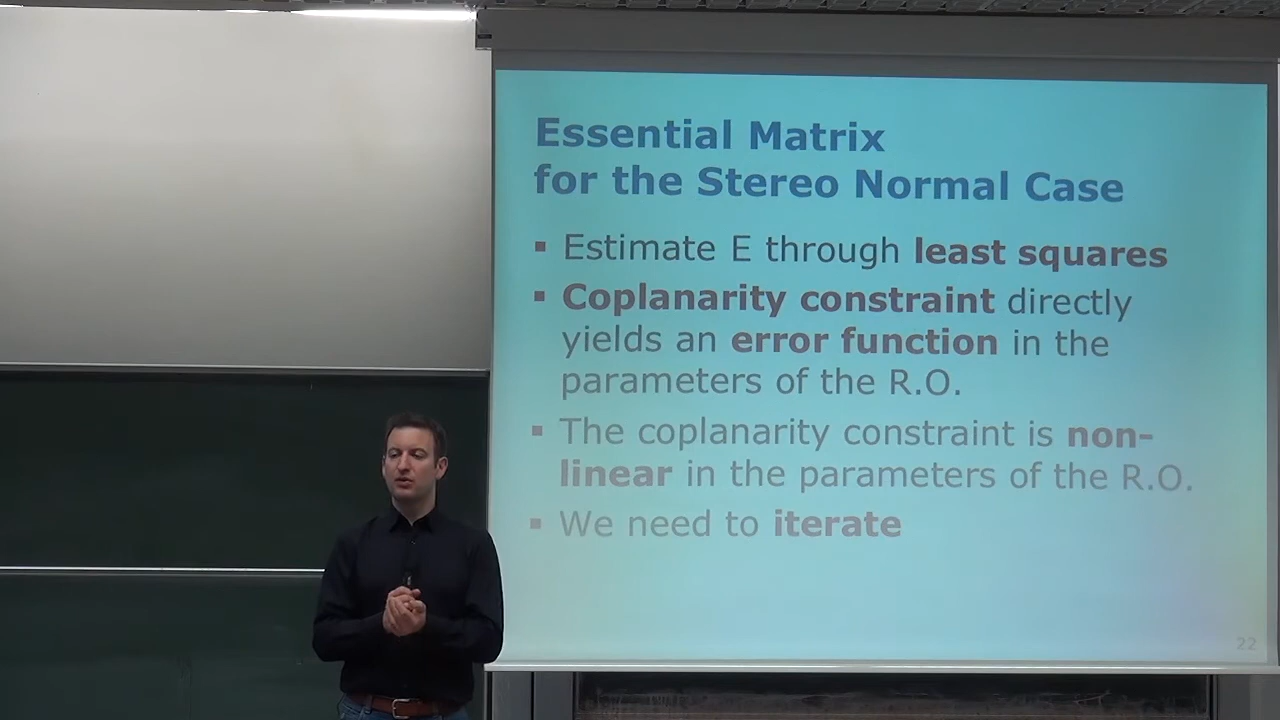 Essential Matrix
for the Stereo Normal Case
▪ Estimate E through least squares
▪ Coplanarity constraint directly
yields an error function in the
parameters of the R.O.
▪ The coplanarity constraint is non-
linear in the parameters of the R.O.
▪ We need to iterate
22